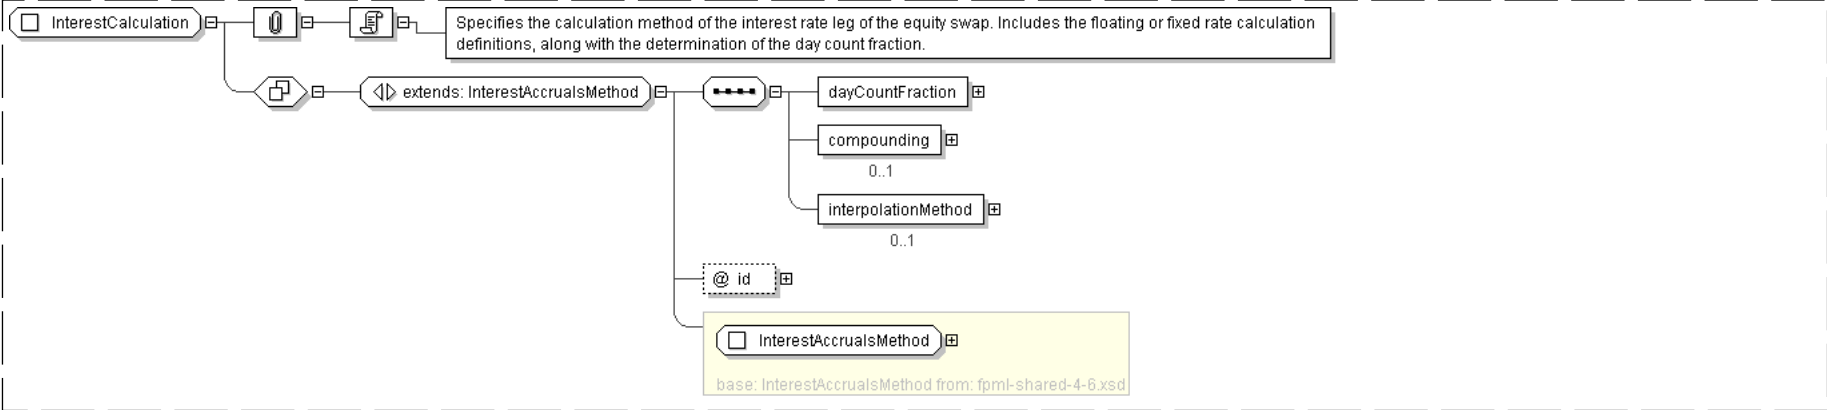 InterestCalculation
Specifies the calculation method of the interest rate leg of the equity swap. Includes the floating or fixed rate calculation
definitions, along with the determination of the day count fraction.
extends: InterestAccrualsMethod
dayCountFraction
compounding
0..1
interpolationMethod
0..1
@ id
InterestAccrualsMethod
base: InterestAccrualsMethod from: fpml-shared-4-6.xsd